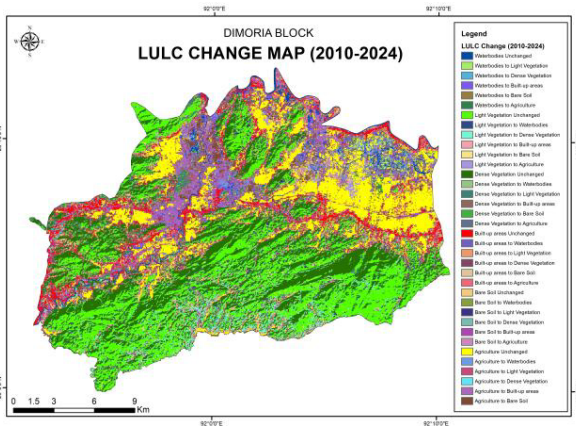 92°0'0"E
92°10'0"E
DIMORIA BLOCK
LULC CHANGE MAP (2010-2024)
N
W
E
S
Legend
LULC Change (2010-2024)
Waterbodies Unchanged
Waterbodies to Light Vegetation
Waterbodies to Dense Vegetation
Waterbodies to Built-up areas
Waterbodies to Bare Soil
Waterbodies to Agriculture
Light Vegetation Unchanged
Light Vegetation to Waterbodies
Light Vegetation to Dense Vegetation
Light Vegetation to Built-up areas
Light Vegetation to Bare Soil
Light Vegetation to Agriculture
Dense Vegetation Unchanged
Dense Vegetation to Waterbodies
Dense Vegetation to Light Vegetation
Dense Vegetation to Built-up areas
Dense Vegetation to Bare Soil
Dense Vegetation to Agriculture
Built-up areas Unchanged
Built-up areas to Waterbodies
Built-up areas to Light Vegetation
Built-up areas to Dense Vegetation
Built-up areas to Bare Soil
Built-up areas to Agriculture
Bare Soil Unchanged
Bare Soil to Waterbodies
Bare Soil to Light Vegetation
Bare Soil to Dense Vegetation
Bare Soil to Built-up areas
Bare Soil to Agriculture
Agriculture Unchanged
Agriculture to Waterbodies
Agriculture to Light Vegetation
Agriculture to Dense Vegetation
Agriculture to Built-up areas
Agriculture to Bare Soil
0 1.5 3 6 9
Km
92°0'0"E
92°10'0"E